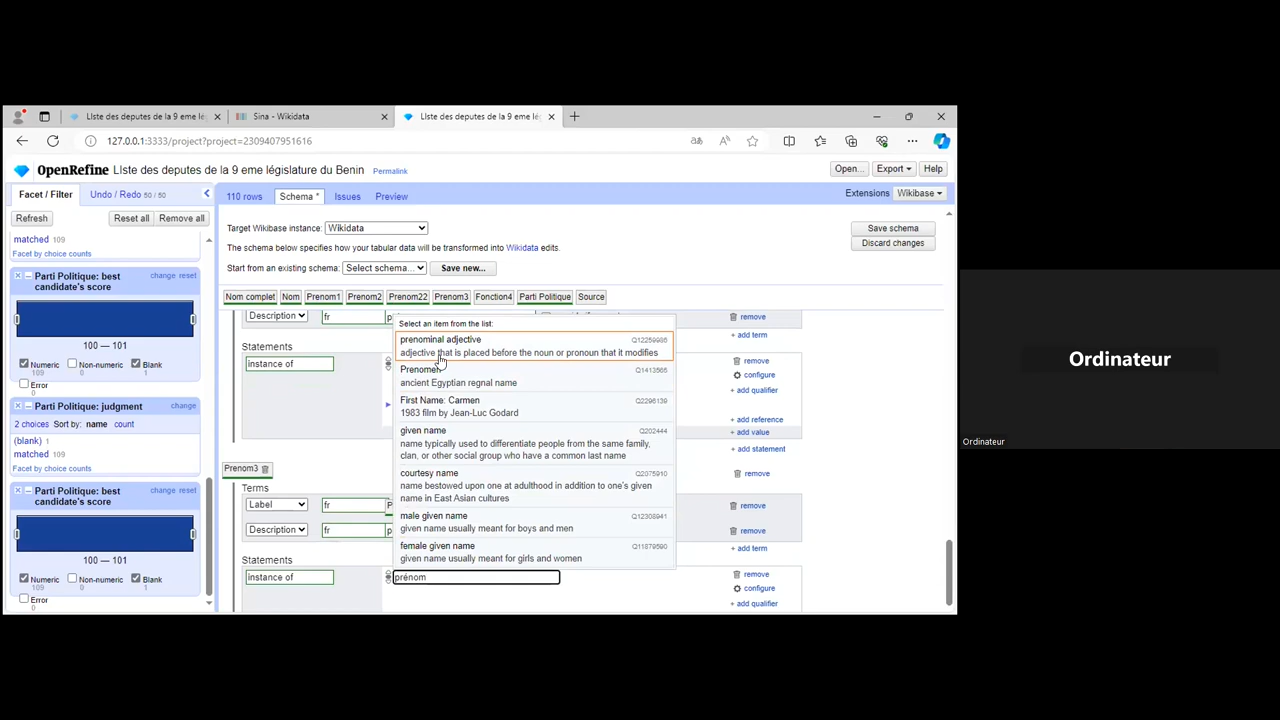 LIste des deputes de la 9 eme lé
Sina - Wikidata
LIste des deputes de la 9 eme lé
127.0.0.1:3333/project?project=2309407951616
OpenRefine LIste des deputes de la 9 eme législature du Benin Permalink
Open... Export Help
Facet / Filter Undo / Redo 50 / 50
110 rows Schema * Issues Preview
Extensions Wikibase
Refresh Reset all Remove all
matched 109
Facet by choice counts
Parti Politique: best candidate's score change reset
100 — 101
Numeric 109
Non-numeric 0
Blank 1
Error 0
Parti Politique: judgment change
2 choices Sort by: name count
(blank) 1
matched 109
Facet by choice counts
Parti Politique: best candidate's score change reset
100 — 101
Numeric 109
Non-numeric 0
Blank 1
Error 0
Target Wikibase instance: Wikidata
Save schema
Discard changes
The schema below specifies how your tabular data will be transformed into Wikidata edits.
Start from an existing schema: Select schema... Save new...
Nom complet Nom Prenom1 Prenom2 Prenom22 Prenom3 Fonction4 Parti Politique Source
Description fr p
remove
+ add term
Statements
instance of
remove
configure
+ add qualifier
+ add reference
+ add value
+ add statement
Select an item from the list:
prenominal adjective Q12259986
adjective that is placed before the noun or pronoun that it modifies
Prenomen Q1413565
ancient Egyptian regnal name
First Name: Carmen Q2296139
1983 film by Jean-Luc Godard
given name Q202444
name typically used to differentiate people from the same family,
clan, or other social group who have a common last name
courtesy name Q2075910
name bestowed upon one at adulthood in addition to one's given
name in East Asian cultures
male given name Q12308941
given name usually meant for boys and men
female given name Q11879590
given name usually meant for girls and women
Prenom3
remove
Terms
Label fr P
remove
Description fr p
remove
+ add term
Statements
instance of prénom
remove
configure
+ add qualifier
Ordinateur
Ordinateur